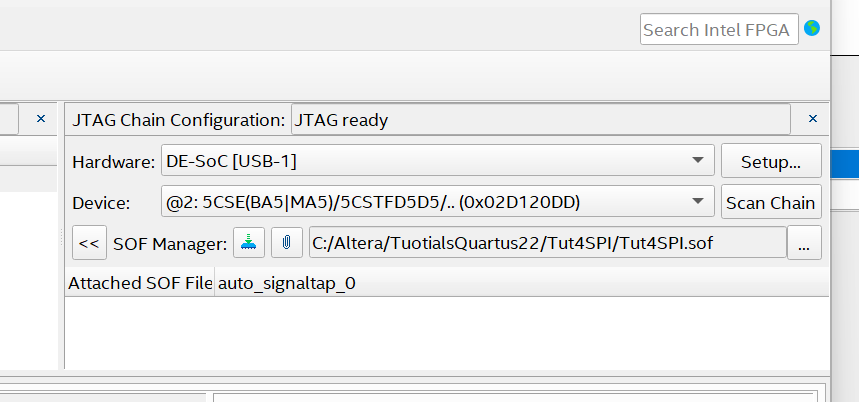 Search Intel FPGA
JTAG Chain Configuration: JTAG ready
Hardware: DE-SoC [USB-1] Setup...
Device: @2: 5CSE(BA5|MA5)/5CSTFD5D5/.. (0x02D120DD) Scan Chain
<< SOF Manager: C:/Altera/TuotialsQuartus22/Tut4SPI/Tut4SPI.sof ...
Attached SOF File auto_signaltap_0